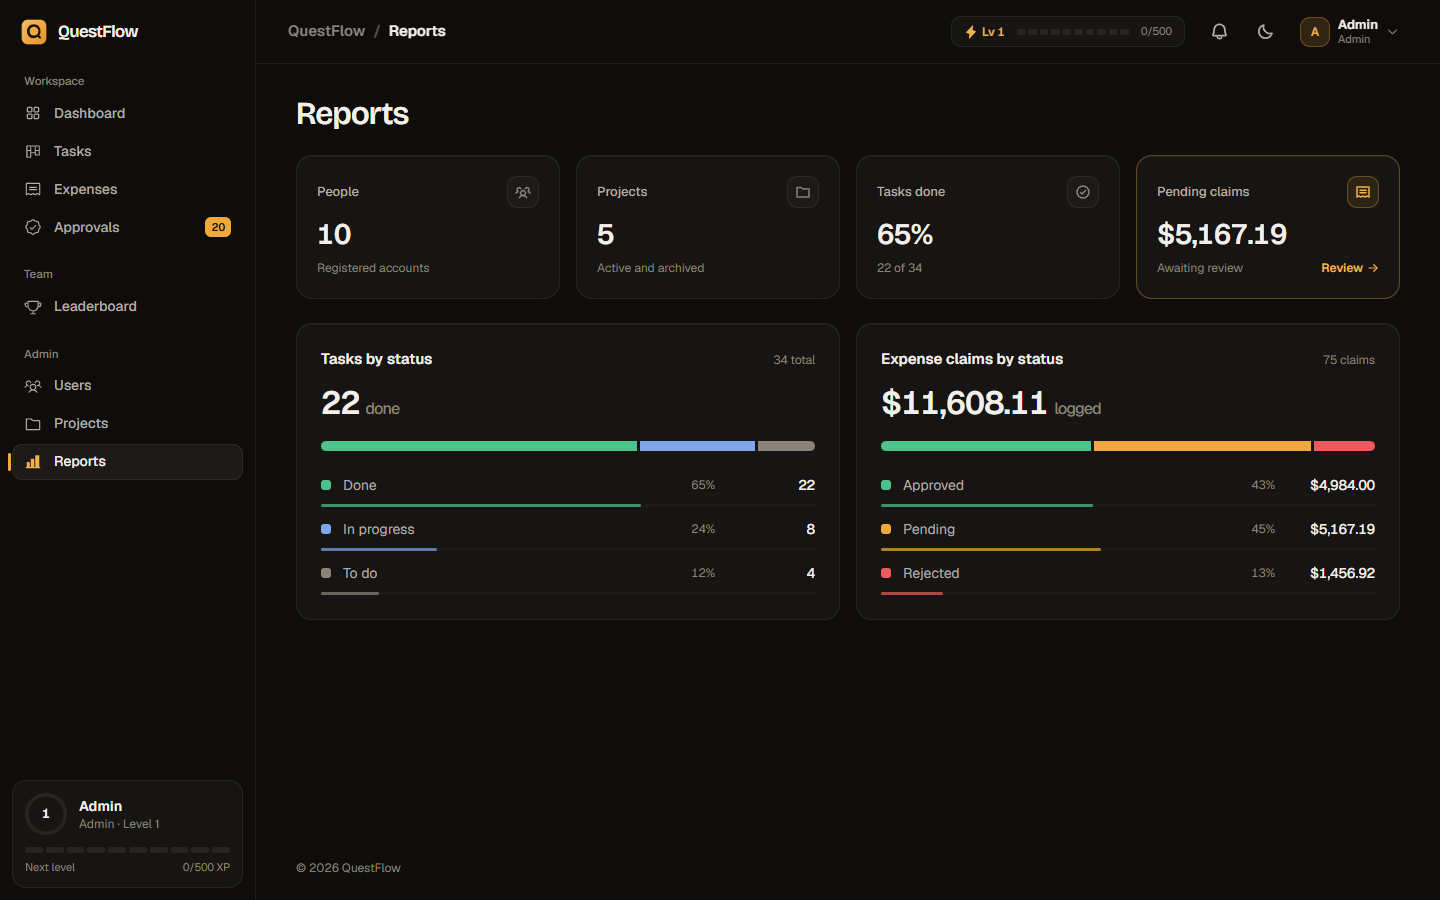 QuestFlow
Workspace
Dashboard
Tasks
Expenses
Approvals 20
Team
Leaderboard
Admin
Users
Projects
Reports
1
Admin
Admin · Level 1
Next level 0/500 XP
QuestFlow / Reports
Lv 1 0/500
A
Admin
Admin
Reports
People
10
Registered accounts
Projects
5
Active and archived
Tasks done
65%
22 of 34
Pending claims
$5,167.19
Awaiting review Review →
Tasks by status 34 total
22 done
Done 65% 22
In progress 24% 8
To do 12% 4
Expense claims by status 75 claims
$11,608.11 logged
Approved 43% $4,984.00
Pending 45% $5,167.19
Rejected 13% $1,456.92
© 2026 QuestFlow